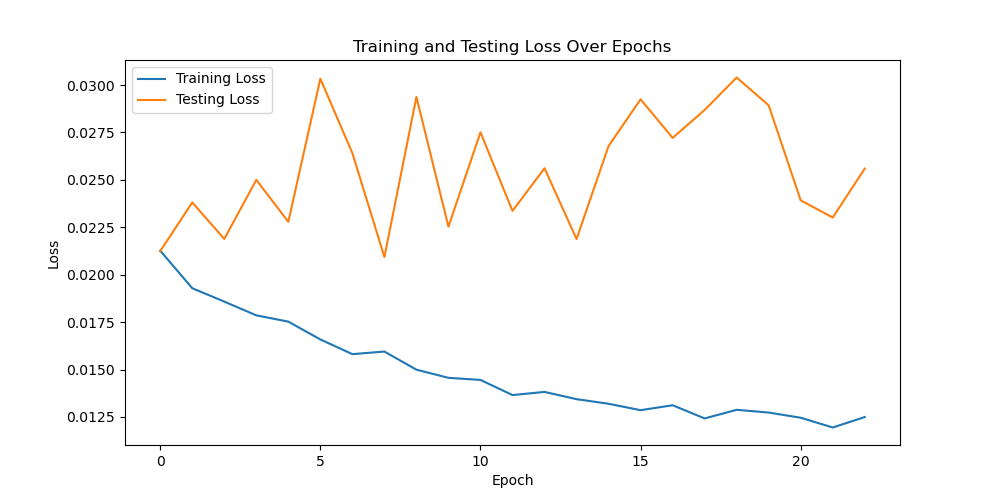 Training and Testing Loss Over Epochs
Training Loss
Testing Loss
0.0300
0.0275
0.0250
0.0225
0.0200
0.0175
0.0150
0.0125
Loss
0 5 10 15 20
Epoch